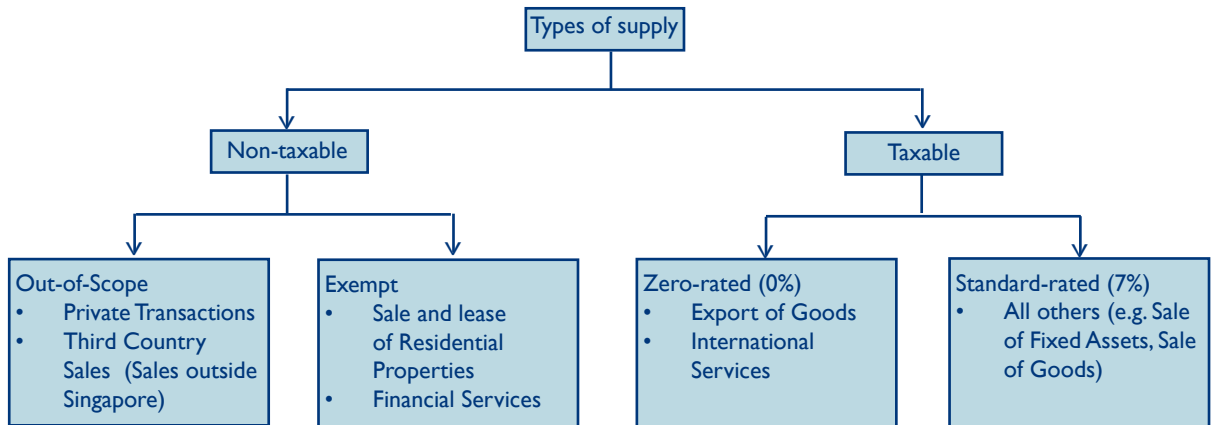 Types of supply
Non-taxable
Taxable
Out-of-Scope
• Private Transactions
• Third Country
Sales (Sales outside
Singapore)
Exempt
• Sale and lease
of Residential
Properties
• Financial Services
Zero-rated (0%)
• Export of Goods
• International
Services
Standard-rated (7%)
• All others (e.g. Sale
of Fixed Assets, Sale
of Goods)